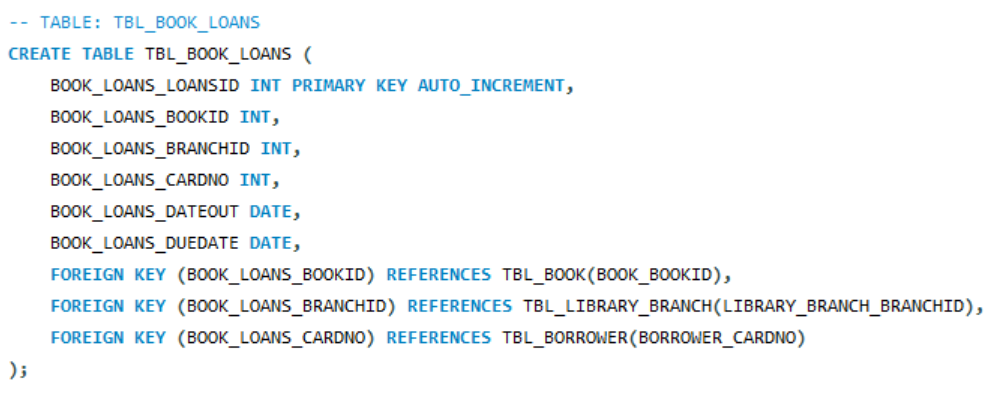 -- TABLE: TBL_BOOK_LOANS
CREATE TABLE TBL_BOOK_LOANS (
    BOOK_LOANS_LOANSID INT PRIMARY KEY AUTO_INCREMENT,
    BOOK_LOANS_BOOKID INT,
    BOOK_LOANS_BRANCHID INT,
    BOOK_LOANS_CARDNO INT,
    BOOK_LOANS_DATEOUT DATE,
    BOOK_LOANS_DUEDATE DATE,
    FOREIGN KEY (BOOK_LOANS_BOOKID) REFERENCES TBL_BOOK(BOOK_BOOKID),
    FOREIGN KEY (BOOK_LOANS_BRANCHID) REFERENCES TBL_LIBRARY_BRANCH(LIBRARY_BRANCH_BRANCHID),
    FOREIGN KEY (BOOK_LOANS_CARDNO) REFERENCES TBL_BORROWER(BORROWER_CARDNO)
);